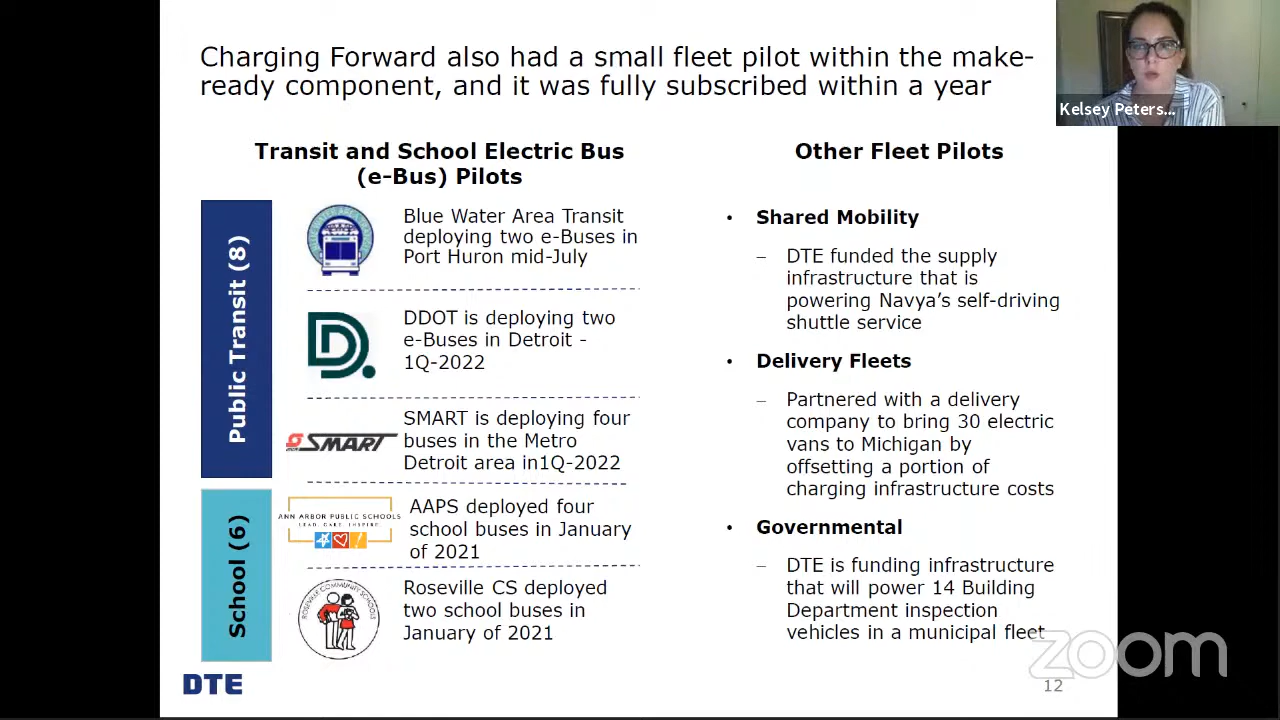 Charging Forward also had a small fleet pilot within the make-
ready component, and it was fully subscribed within a year
Kelsey Peters...
Transit and School Electric Bus
(e-Bus) Pilots
Public Transit (8)
Blue Water Area Transit
deploying two e-Buses in
Port Huron mid-July
DDOT is deploying two
e-Buses in Detroit -
1Q-2022
SMART
SMART is deploying four
buses in the Metro
Detroit area in1Q-2022
School (6)
ANN ARBOR PUBLIC SCHOOLS
LEAD. CARE. INSPIRE.
AAPS deployed four
school buses in January
of 2021
ROSEVILLE COMMUNITY SCHOOLS
Roseville CS deployed
two school buses in
January of 2021
Other Fleet Pilots
• Shared Mobility
– DTE funded the supply
infrastructure that is
powering Navya's self-driving
shuttle service
• Delivery Fleets
– Partnered with a delivery
company to bring 30 electric
vans to Michigan by
offsetting a portion of
charging infrastructure costs
• Governmental
– DTE is funding infrastructure
that will power 14 Building
Department inspection
vehicles in a municipal fleet
zoom
DTE
12